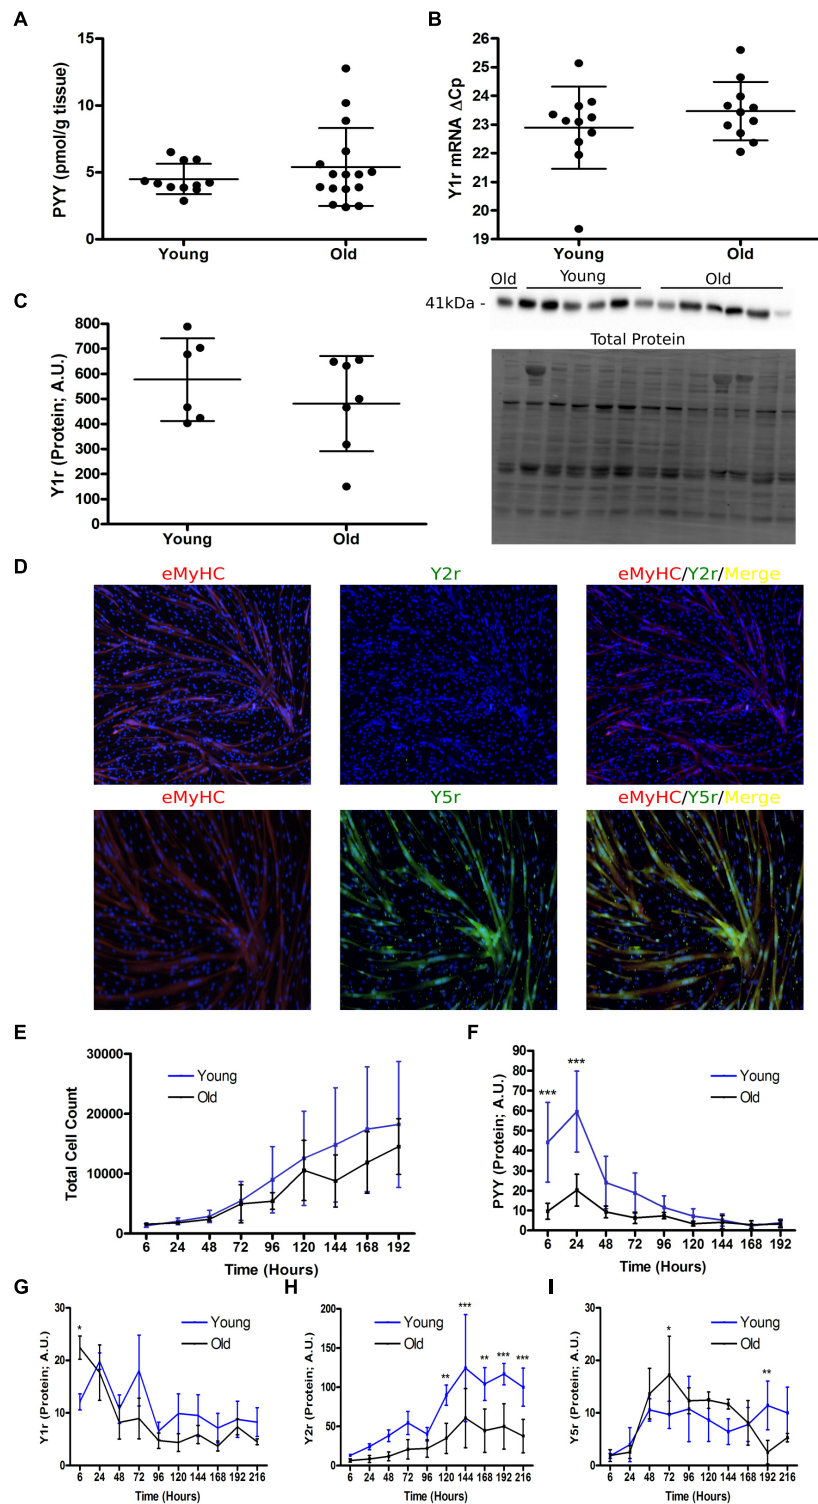 A
PYY (pmol/g tissue)
15
10
5
0
Young
Old
B
Y1r mRNA ΔCp
26
25
24
23
22
21
20
19
Young
Old
C
Y1r (Protein; A.U.)
800
700
600
500
400
300
200
100
0
Young
Old
Old Young Old
41kDa -
Total Protein
D
eMyHC
Y2r
eMyHC/Y2r/Merge
eMyHC
Y5r
eMyHC/Y5r/Merge
E
Total Cell Count
30000
20000
10000
0
Young
Old
6 24 48 72 96 120 144 168 192
Time (Hours)
F
PYY (Protein; A.U.)
90
80
70
60
50
40
30
20
10
0
***
***
Young
Old
6 24 48 72 96 120 144 168 192
Time (Hours)
G
Y1r (Protein; A.U.)
30
20
10
0
*
Young
Old
6 24 48 72 96 120 144 168 192 216
Time (Hours)
H
Y2r (Protein; A.U.)
200
150
100
50
0
Young
Old
**
***
**
***
***
6 24 48 72 96 120 144 168 192 216
Time (Hours)
I
Y5r (Protein; A.U.)
30
20
10
0
*
**
Young
Old
6 24 48 72 96 120 144 168 192 216
Time (Hours)